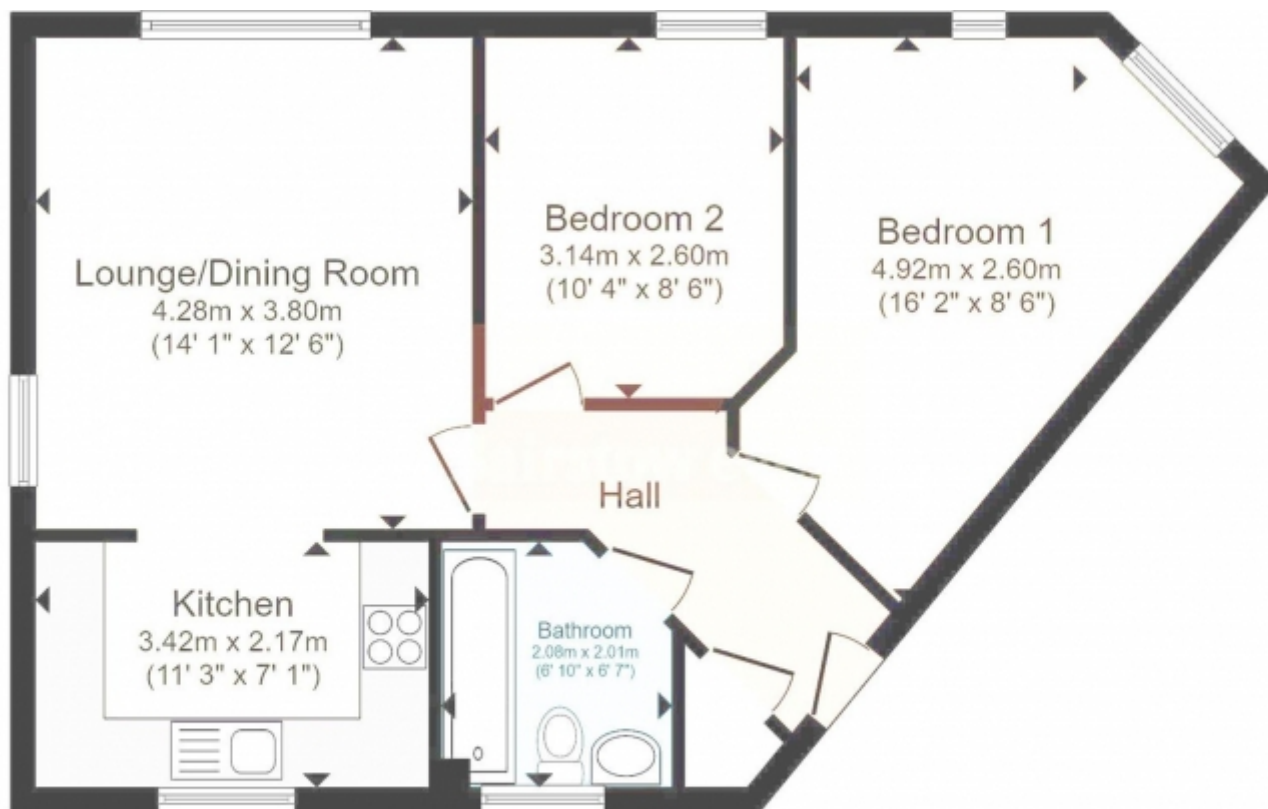 Lounge/Dining Room
4.28m x 3.80m
(14' 1" x 12' 6")
Bedroom 2
3.14m x 2.60m
(10' 4" x 8' 6")
Bedroom 1
4.92m x 2.60m
(16' 2" x 8' 6")
Hall
Kitchen
3.42m x 2.17m
(11' 3" x 7' 1")
Bathroom
2.08m x 2.01m
(6' 10" x 6' 7")